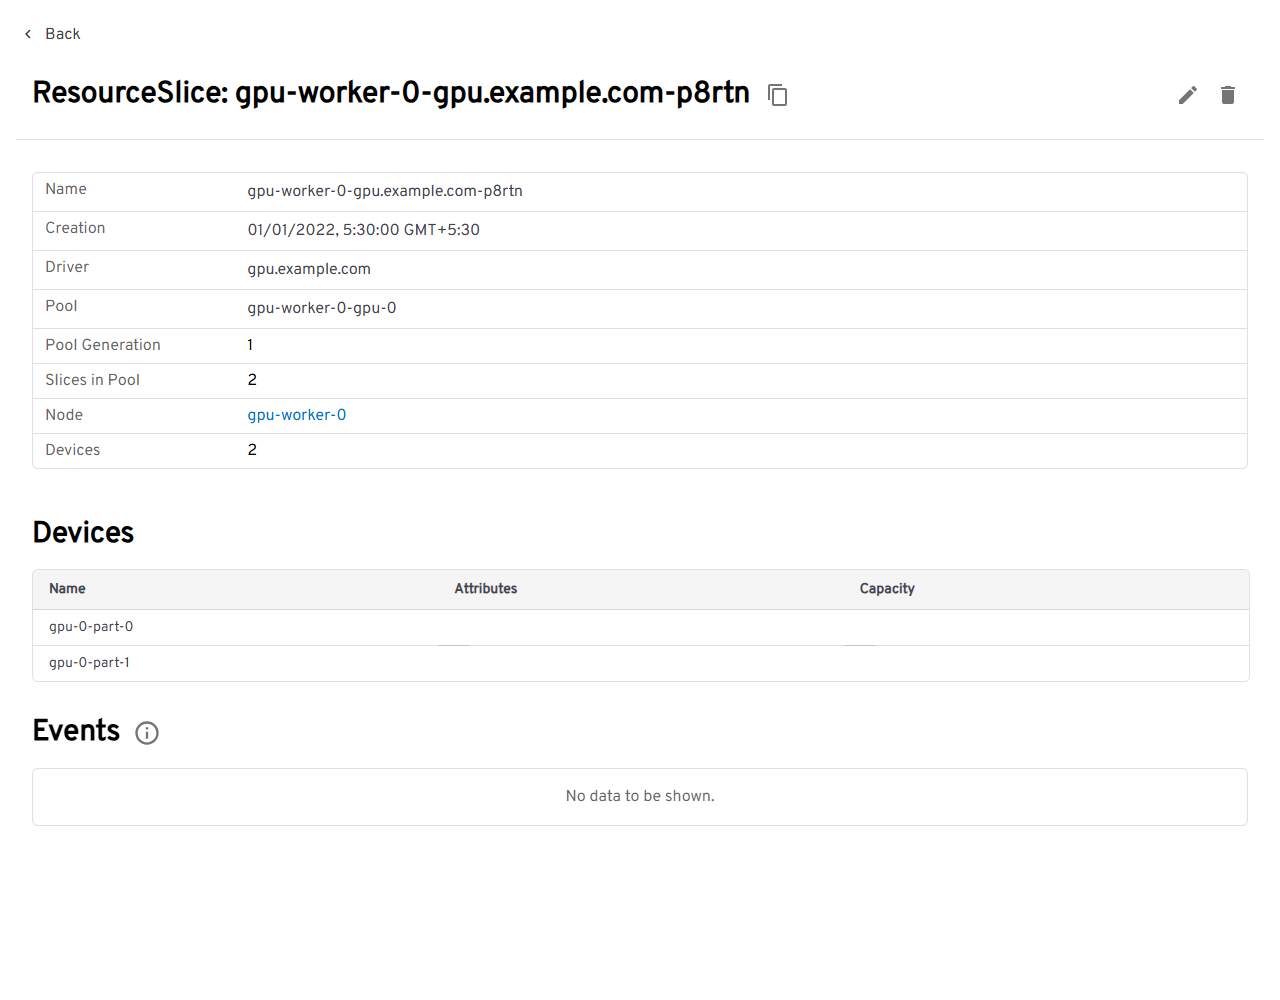 Back
ResourceSlice: gpu-worker-0-gpu.example.com-p8rtn
Name gpu-worker-0-gpu.example.com-p8rtn
Creation 01/01/2022, 5:30:00 GMT+5:30
Driver gpu.example.com
Pool gpu-worker-0-gpu-0
Pool Generation 1
Slices in Pool 2
Node gpu-worker-0
Devices 2
Devices
Name Attributes Capacity
gpu-0-part-0
gpu-0-part-1
Events
No data to be shown.